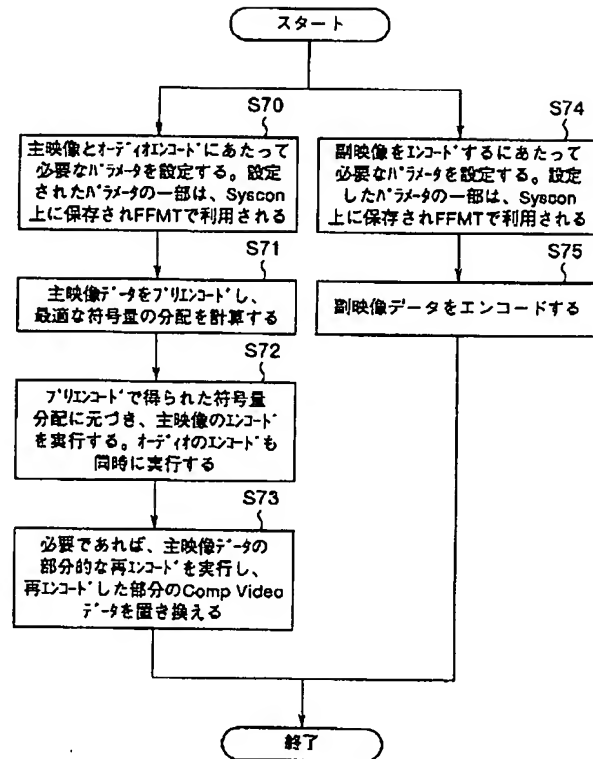 スタート
S70
主映像とオーディオエンコードにあたって
必要なパラメータを設定する。設定
されたパラメータの一部は、Syscon
上に保存されFFMTで利用される
S71
主映像データをプリエンコードし、
最適な符号量の分配を計算する
S72
プリエンコードで得られた符号量
分配に元づき、主映像のエンコード
を実行する。オーディオのエンコードも
同時に実行する
S73
必要であれば、主映像データの
部分的な再エンコードを実行し、
再エンコードした部分のComp Video
データを置き換える
S74
副映像をエンコードするにあたって
必要なパラメータを設定する。設定
したパラメータの一部は、Syscon
上に保存されFFMTで利用される
S75
副映像データをエンコードする
終了